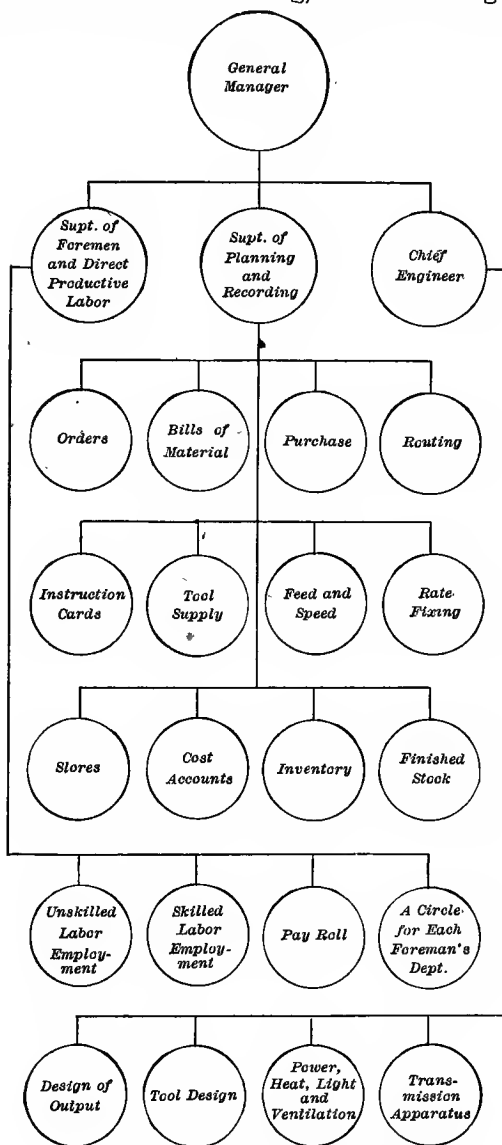 General
Manager
Supt. of
Foremen
and Direct
Productive
Labor
Supt. of
Planning
and
Recording
Chief
Engineer
Orders
Bills of
Material
Purchase
Routing
Instruction
Cards
Tool
Supply
Feed and
Speed
Rate
Fixing
Stores
Cost
Accounts
Inventory
Finished
Stock
Unskilled
Labor
Employ-
ment
Skilled
Labor
Employ-
ment
Pay Roll
A Circle
for Each
Foreman's
Dept.
Design of
Output
Tool Design
Power,
Heat, Light
and
Ventilation
Trans-
mission
Apparatus